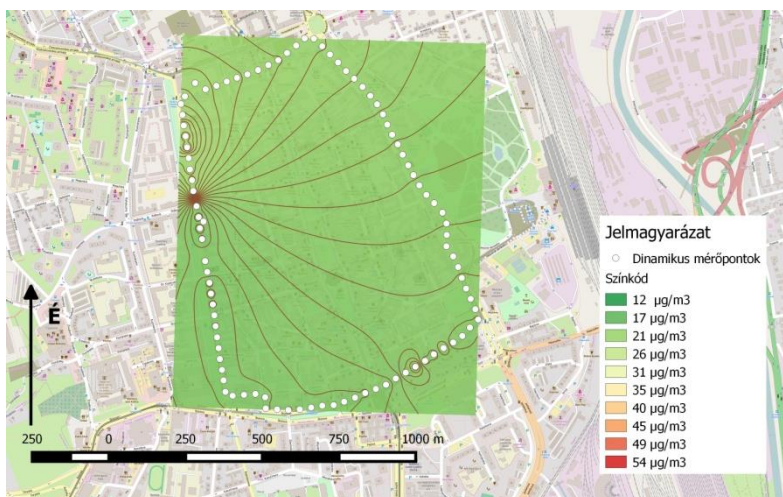 Jelmagyarázat
Dinamikus mérőpontok
Színkód
12 µg/m3
17 µg/m3
21 µg/m3
26 µg/m3
31 µg/m3
35 µg/m3
40 µg/m3
45 µg/m3
49 µg/m3
54 µg/m3
É
250 0 250 500 750 1000 m